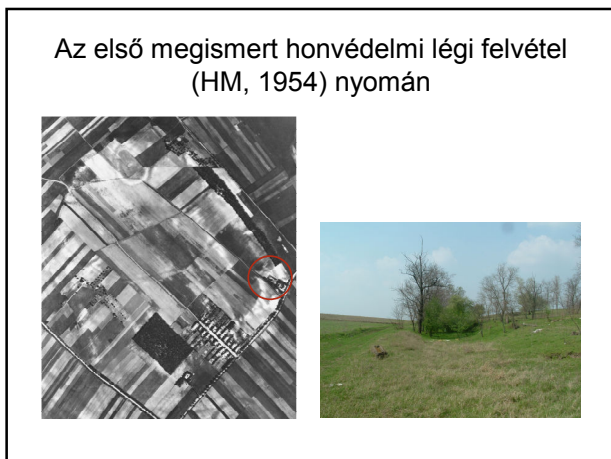 Az első megismert honvédelmi légi felvétel
(HM, 1954) nyomán